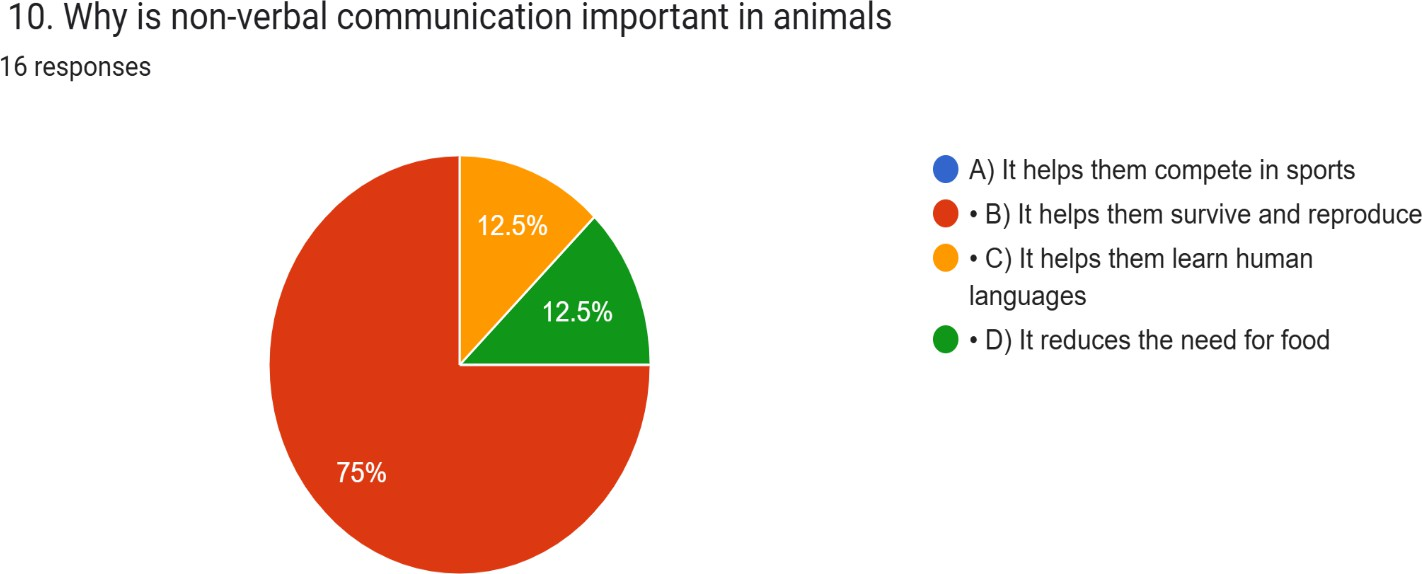 10. Why is non-verbal communication important in animals
16 responses
12.5%
12.5%
75%
A) It helps them compete in sports
• B) It helps them survive and reproduce
• C) It helps them learn human
languages
• D) It reduces the need for food